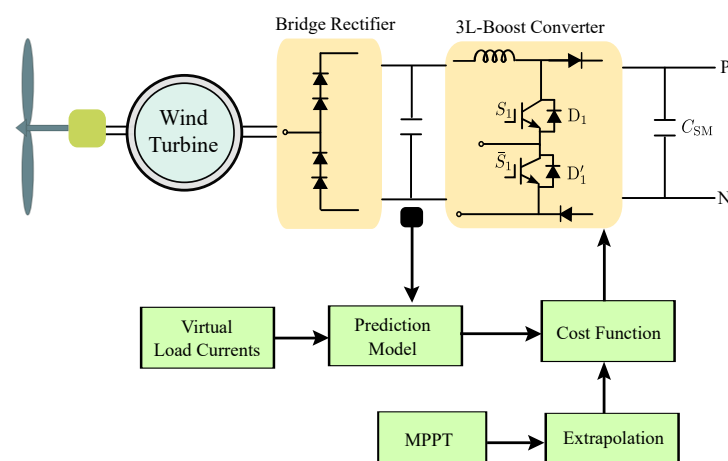 Bridge Rectifier
3L-Boost Converter
P
Wind
Turbine
S₁
D₁
C_SM
S̄₁
D′₁
N
Virtual
Load Currents
Prediction
Model
Cost Function
MPPT
Extrapolation